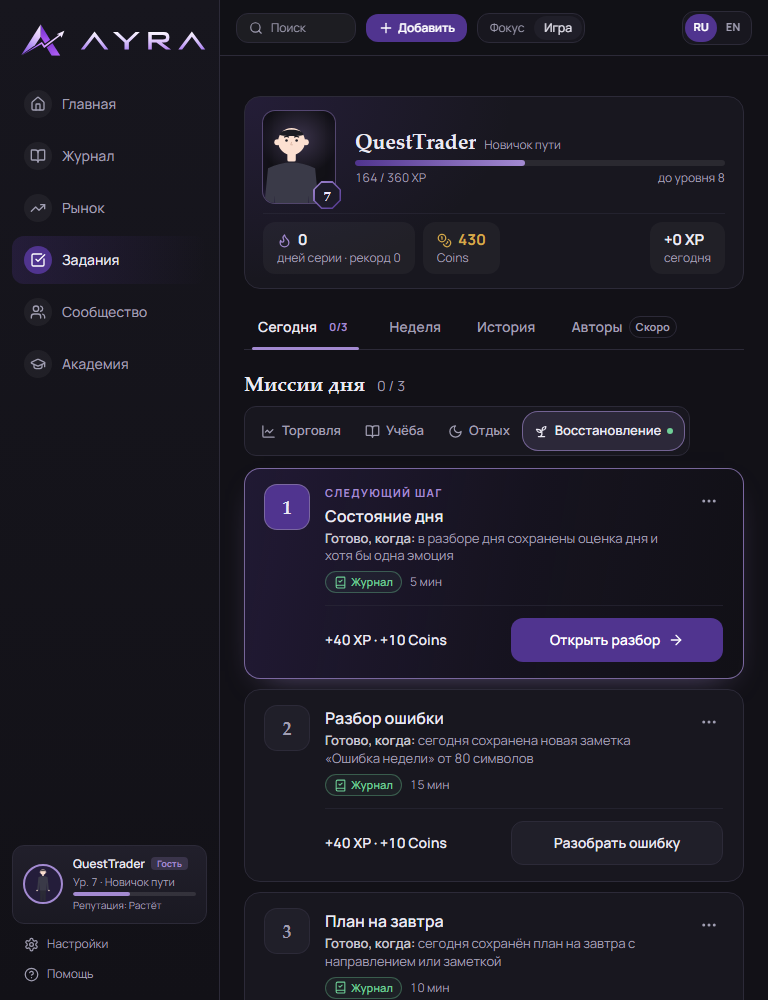 AYRA
Поиск
Добавить
Фокус
Игра
RU
EN
Главная
Журнал
Рынок
Задания
Сообщество
Академия
QuestTrader Новичок пути
164 / 360 XP
до уровня 8
7
0
дней серии · рекорд 0
430
Coins
+0 XP
сегодня
Сегодня 0/3
Неделя
История
Авторы Скоро
Миссии дня 0 / 3
Торговля
Учёба
Отдых
Восстановление
1
СЛЕДУЮЩИЙ ШАГ
Состояние дня
Готово, когда: в разборе дня сохранены оценка дня и
хотя бы одна эмоция
Журнал 5 мин
+40 XP · +10 Coins
Открыть разбор
2
Разбор ошибки
Готово, когда: сегодня сохранена новая заметка
«Ошибка недели» от 80 символов
Журнал 15 мин
+40 XP · +10 Coins
Разобрать ошибку
3
План на завтра
Готово, когда: сегодня сохранён план на завтра с
направлением или заметкой
Журнал 10 мин
QuestTrader Гость
Ур. 7 · Новичок пути
Репутация: Растёт
Настройки
Помощь